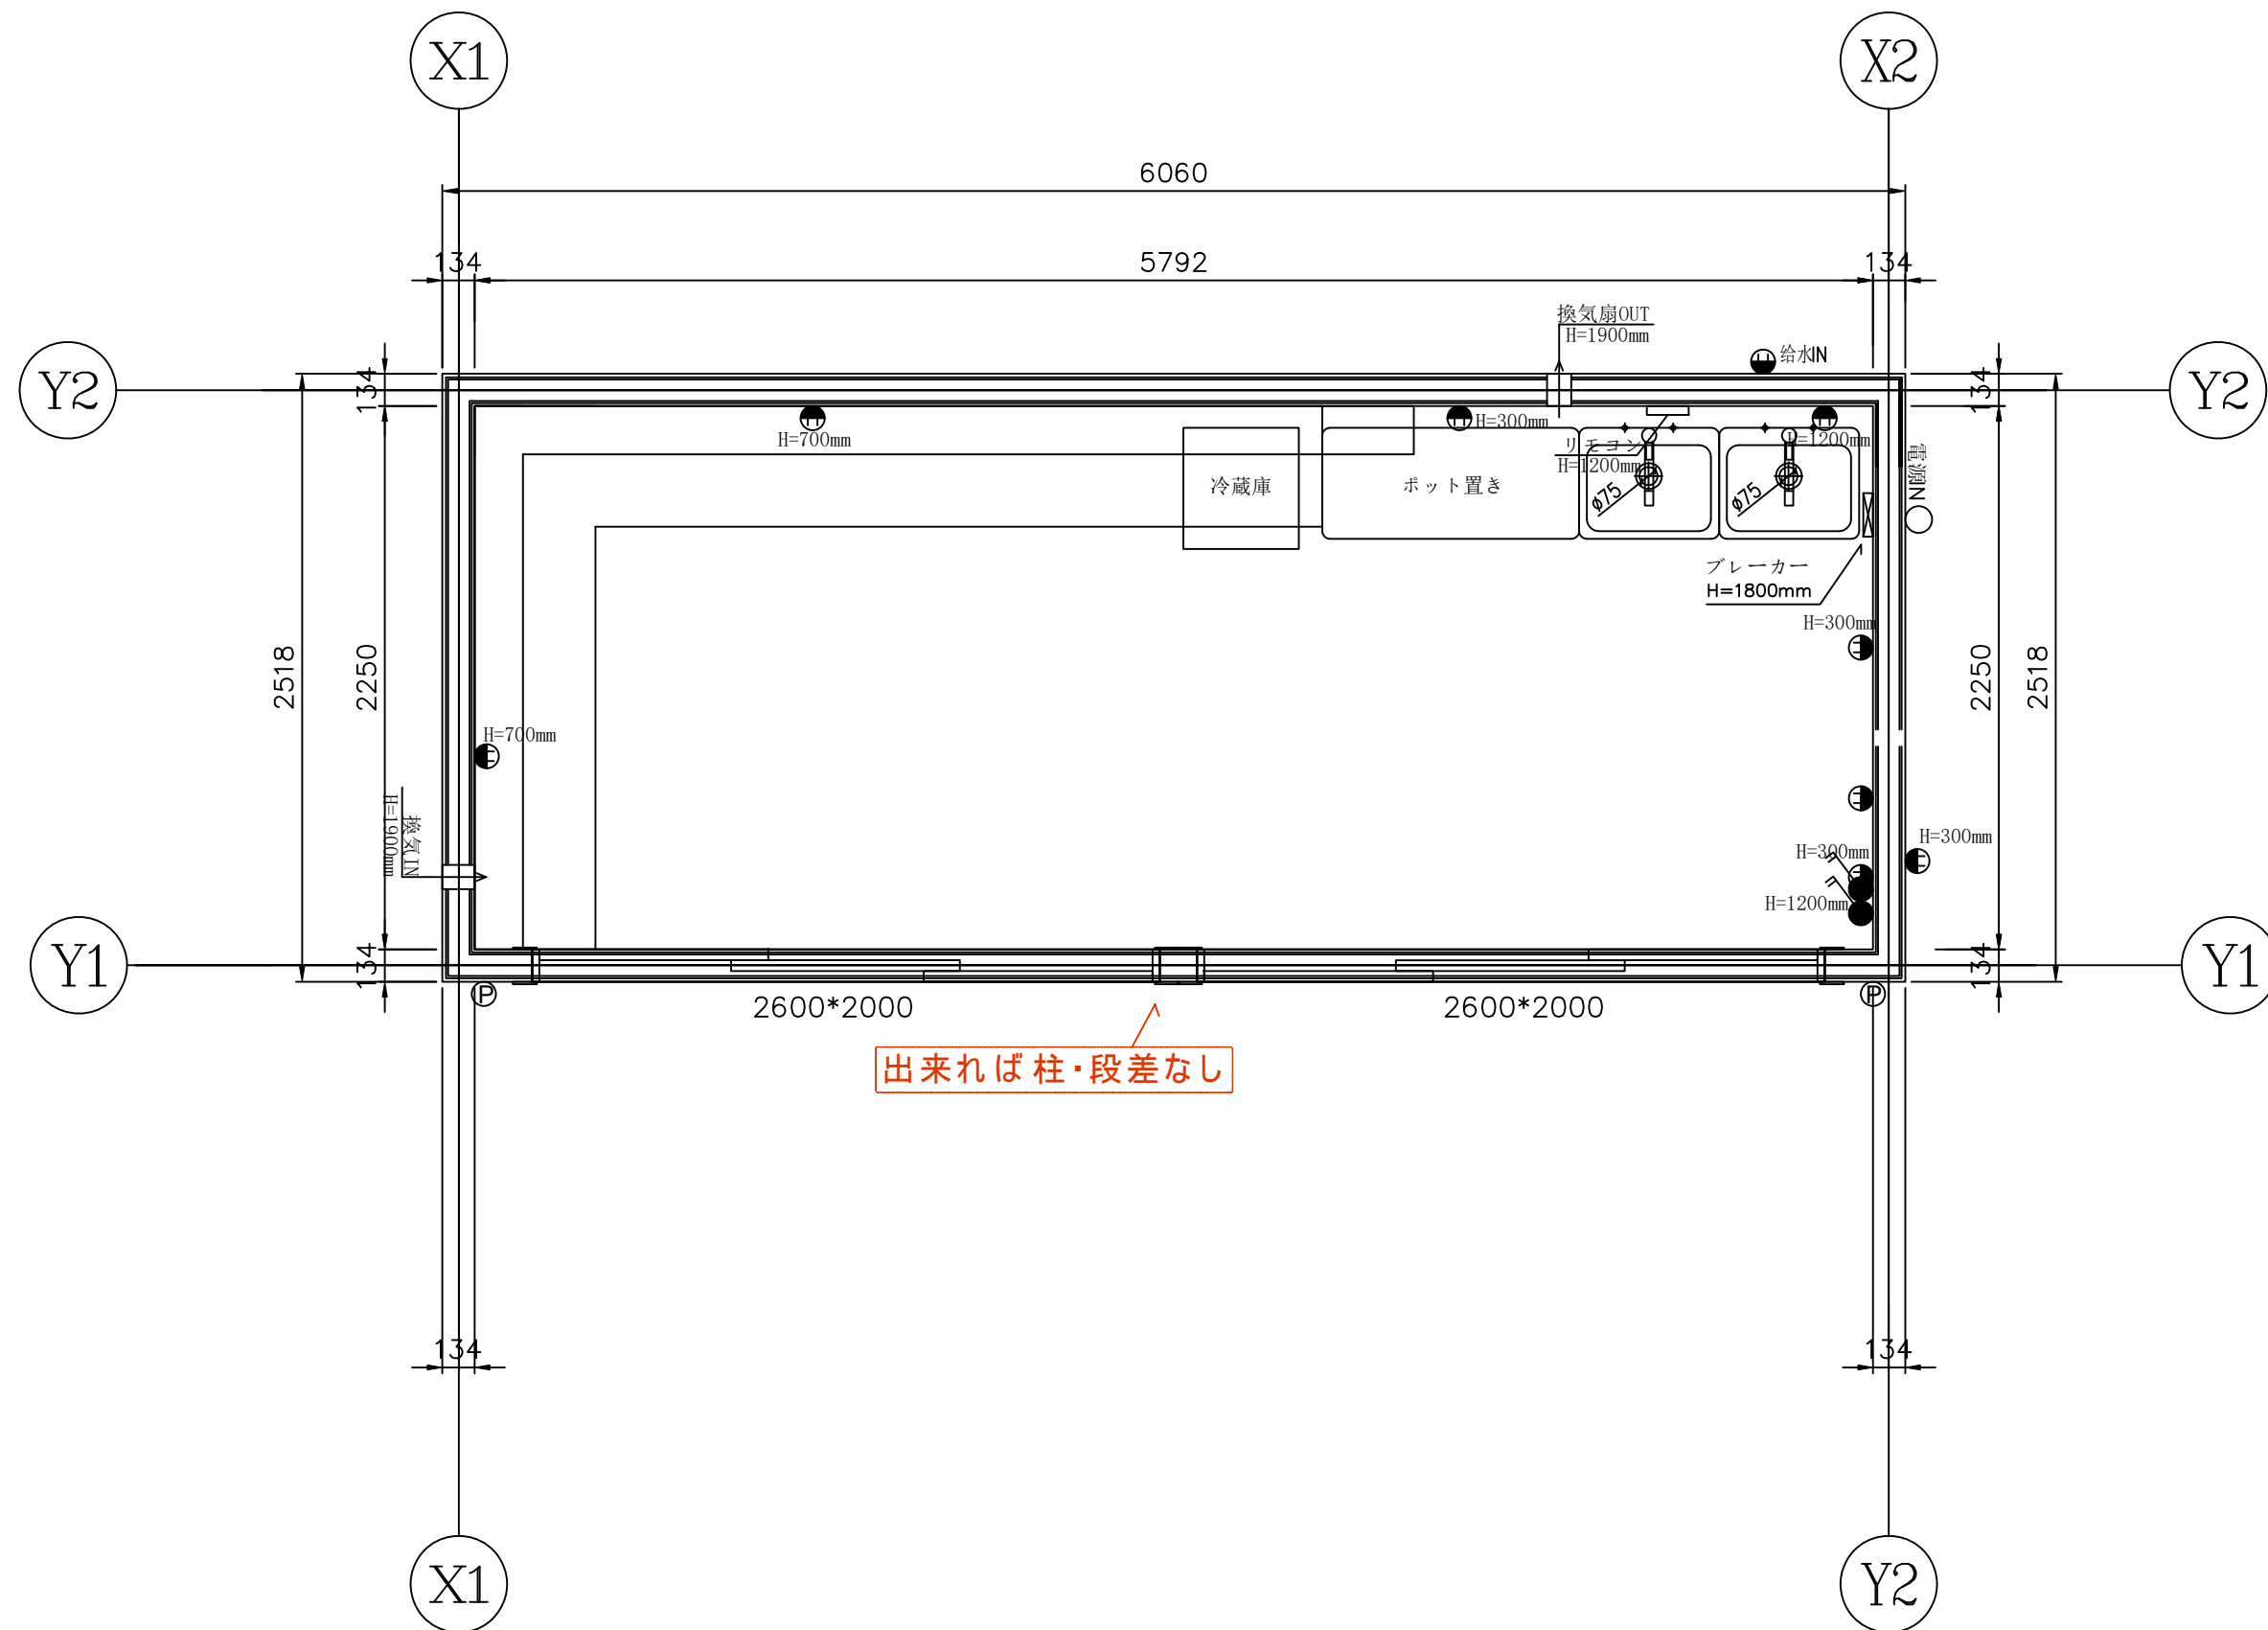 X1
X2
6060
134
5792
134
換気扇OUT
H=1900mm
给水IN
Y2
134
134
Y2
H=700mm
H=300mm
H=1200mm
リモコン
H=1200mm
電源IN
冷蔵庫
ポット置き
φ75
φ75
ブレーカー
H=1800mm
H=300mm
2518
2250
2250
2518
H=700mm
換気IN
H=1900mm
H=300mm
H=300mm
H=1200mm
Y1
134
134
Y1
P
P
2600*2000
2600*2000
出来れば柱・段差なし
134
134
X1
Y2